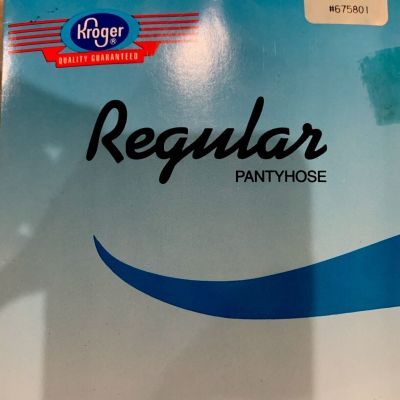 #675801
Kroger®
QUALITY GUARANTEED
Regular
PANTYHOSE